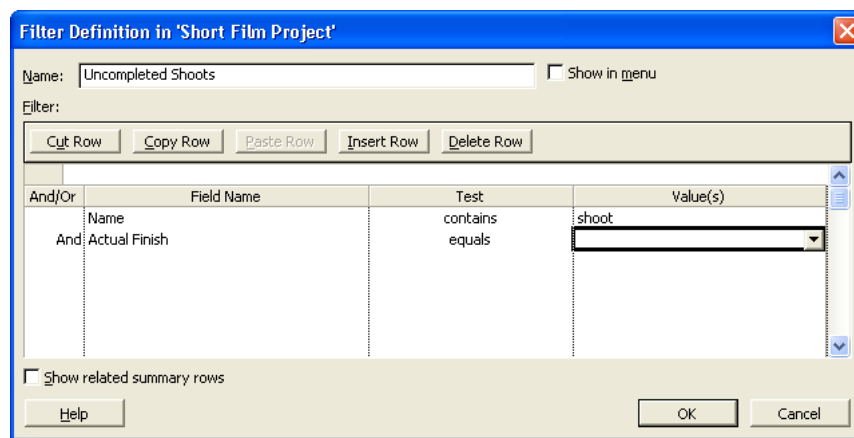 Filter Definition in 'Short Film Project'
Name: Uncompleted Shoots Show in menu
Filter:
Cut Row Copy Row Paste Row Insert Row Delete Row
And/Or Field Name Test Value(s)
Name contains shoot
And Actual Finish equals
Show related summary rows
Help OK Cancel